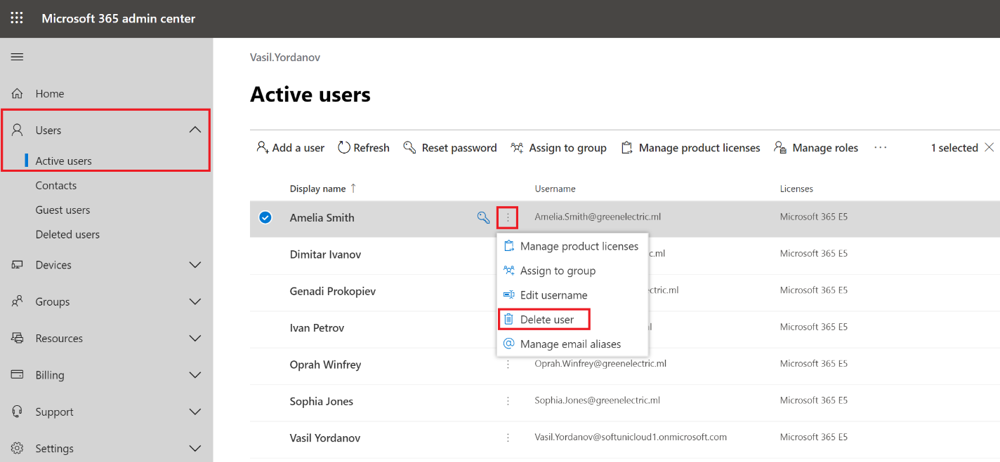 Microsoft 365 admin center
Home
Users
Active users
Contacts
Guest users
Deleted users
Devices
Groups
Resources
Billing
Support
Settings
Vasil.Yordanov
Active users
Add a user Refresh Reset password Assign to group Manage product licenses Manage roles ... 1 selected
Display name ↑ Username Licenses
Amelia Smith Amelia.Smith@greenelectric.ml Microsoft 365 E5
Dimitar Ivanov c.ml Microsoft 365 E5
Genadi Prokopiev ctric.ml Microsoft 365 E5
Ivan Petrov Microsoft 365 E5
Oprah Winfrey Oprah.Winfrey@greenelectric.ml Microsoft 365 E5
Sophia Jones Sophia.Jones@greenelectric.ml Microsoft 365 E5
Vasil Yordanov Vasil.Yordanov@softunicloud1.onmicrosoft.com Microsoft 365 E5
Manage product licenses
Assign to group
Edit username
Delete user
Manage email aliases